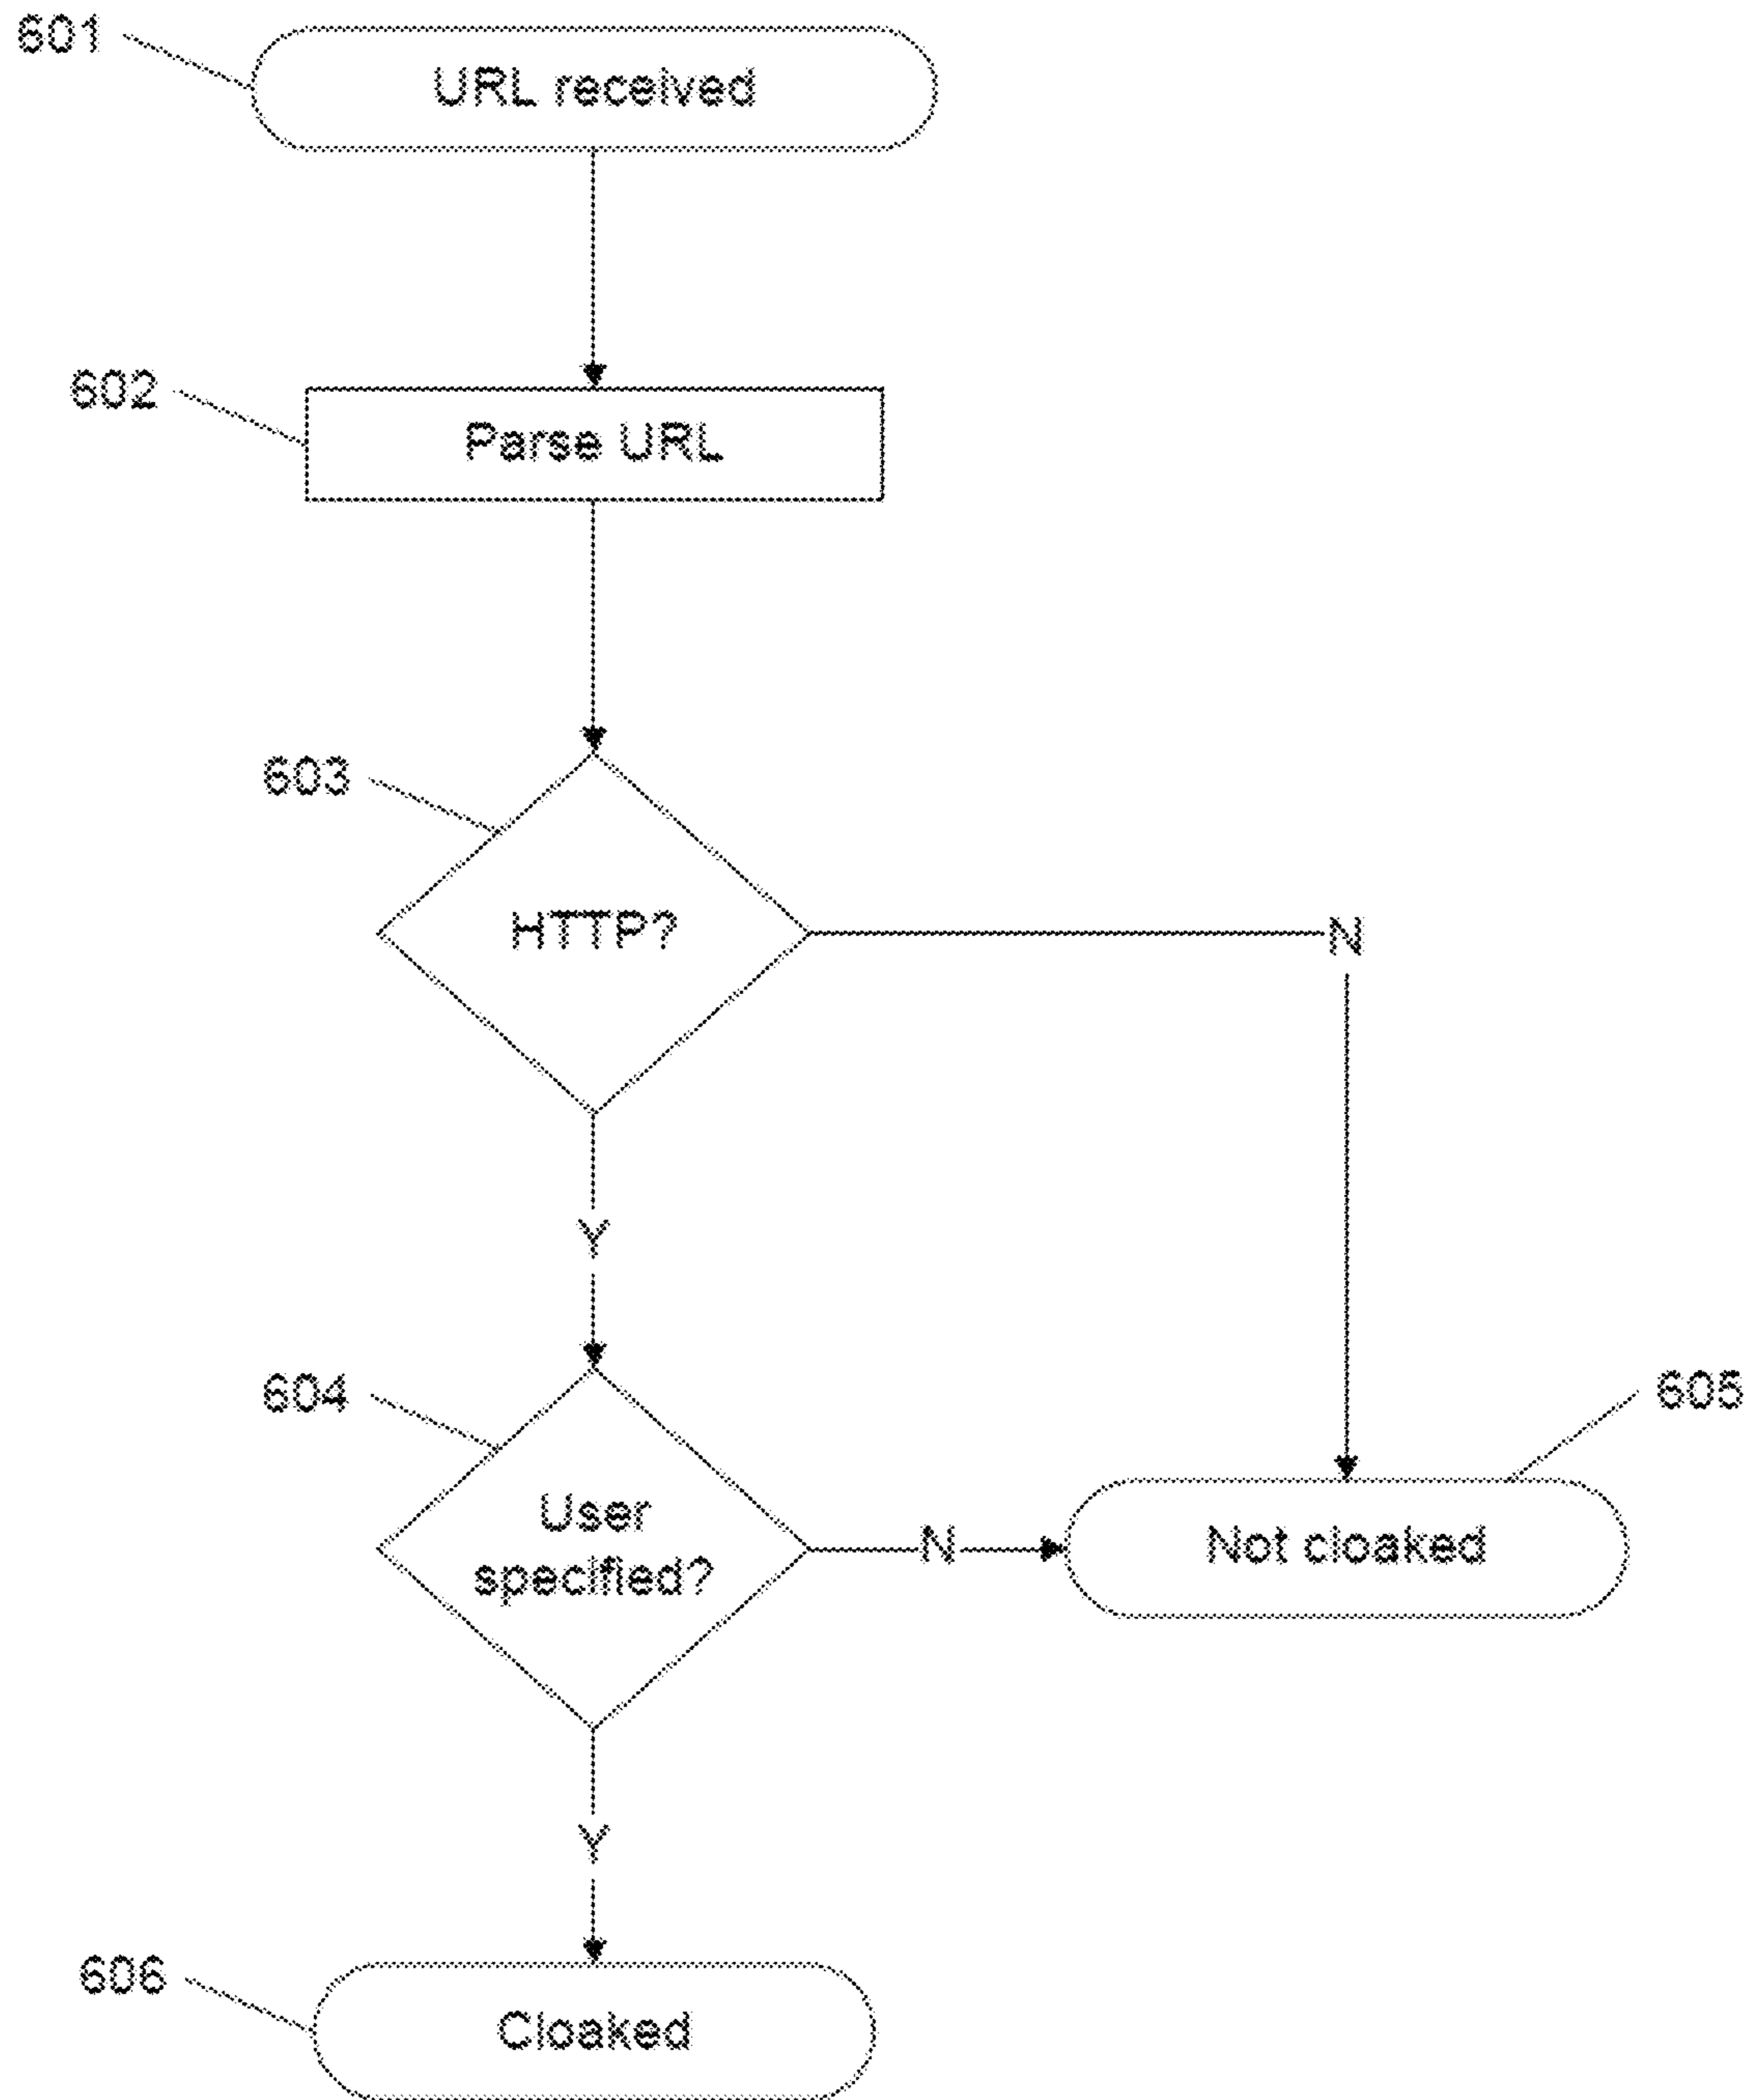 601
URL received
602
Parse URL
603
HTTP?
N
Y
604
605
User
specified?
N
Not cloaked
Y
606
Cloaked